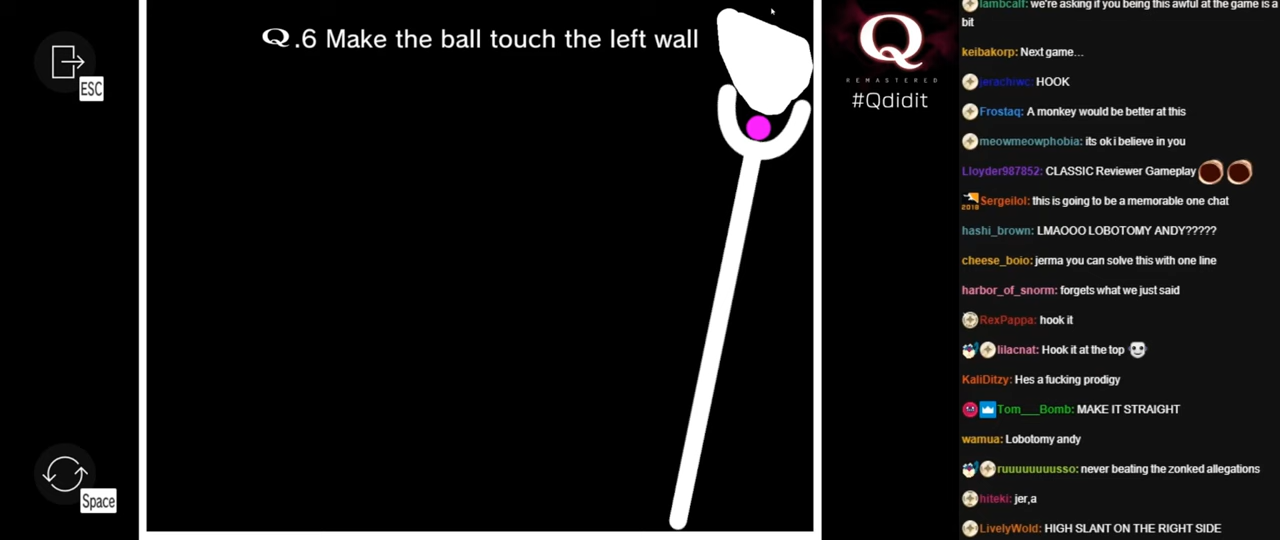 ESC
Q.6 Make the ball touch the left wall
Space
Q
REMASTERED
#Qdidit
lambcalf: we're asking if you being this awful at the game is a
bit
keibakorp: Next game...
jerachiwc: HOOK
Frostaq: A monkey would be better at this
meowmeowphobia: its ok i believe in you
Lloyder987852: CLASSIC Reviewer Gameplay
2018 Sergeilol: this is going to be a memorable one chat
hashi_brown: LMAOOO LOBOTOMY ANDY?????
cheese_boio: jerma you can solve this with one line
harbor_of_snorm: forgets what we just said
RexPappa: hook it
lilacnat: Hook it at the top
KaliDitzy: Hes a fucking prodigy
Tom___Bomb: MAKE IT STRAIGHT
wamua: Lobotomy andy
ruuuuuuuusso: never beating the zonked allegations
hiteki: jer,a
LivelyWold: HIGH SLANT ON THE RIGHT SIDE